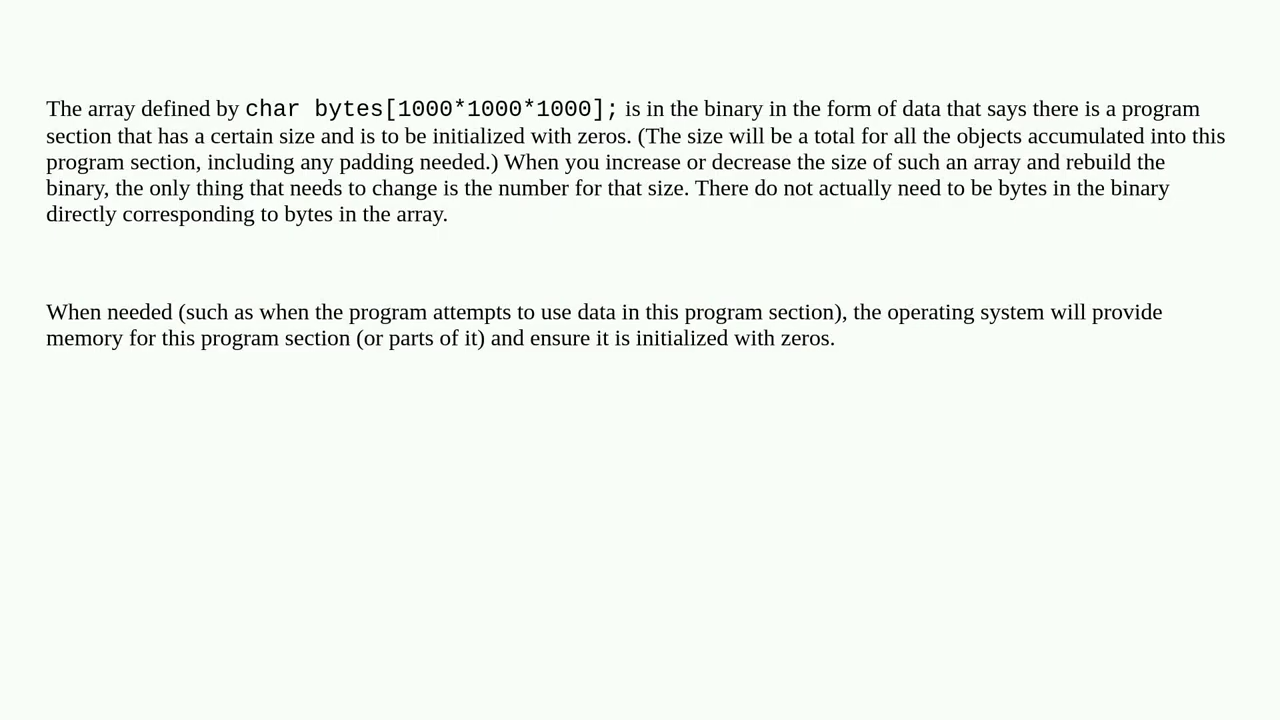 The array defined by char bytes[1000*1000*1000]; is in the binary in the form of data that says there is a program
section that has a certain size and is to be initialized with zeros. (The size will be a total for all the objects accumulated into this
program section, including any padding needed.) When you increase or decrease the size of such an array and rebuild the
binary, the only thing that needs to change is the number for that size. There do not actually need to be bytes in the binary
directly corresponding to bytes in the array.
When needed (such as when the program attempts to use data in this program section), the operating system will provide
memory for this program section (or parts of it) and ensure it is initialized with zeros.